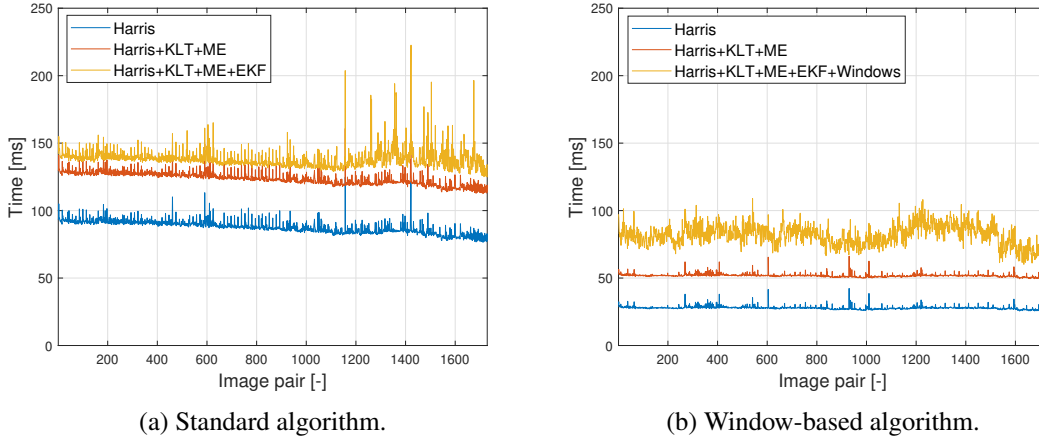 250
200
150
100
50
0
Time [ms]
Harris
Harris+KLT+ME
Harris+KLT+ME+EKF
200 400 600 800 1000 1200 1400 1600
Image pair [-]
(a) Standard algorithm.
250
200
150
100
50
0
Time [ms]
Harris
Harris+KLT+ME
Harris+KLT+ME+EKF+Windows
200 400 600 800 1000 1200 1400 1600
Image pair [-]
(b) Window-based algorithm.